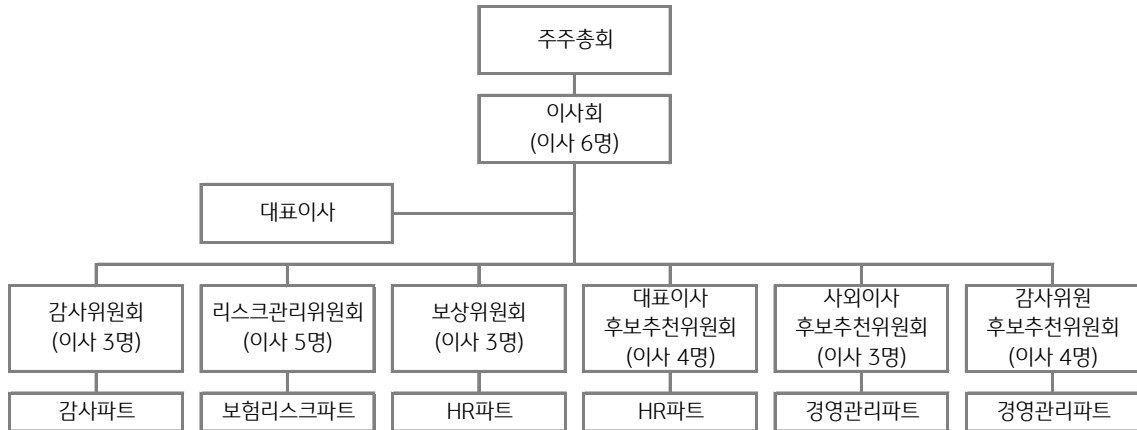 주주총회
이사회
(이사 6명)
대표이사
감사위원회
(이사 3명)
리스크관리위원회
(이사 5명)
보상위원회
(이사 3명)
대표이사
후보추천위원회
(이사 4명)
사외이사
후보추천위원회
(이사 3명)
감사위원
후보추천위원회
(이사 4명)
감사파트
보험리스크파트
HR파트
HR파트
경영관리파트
경영관리파트